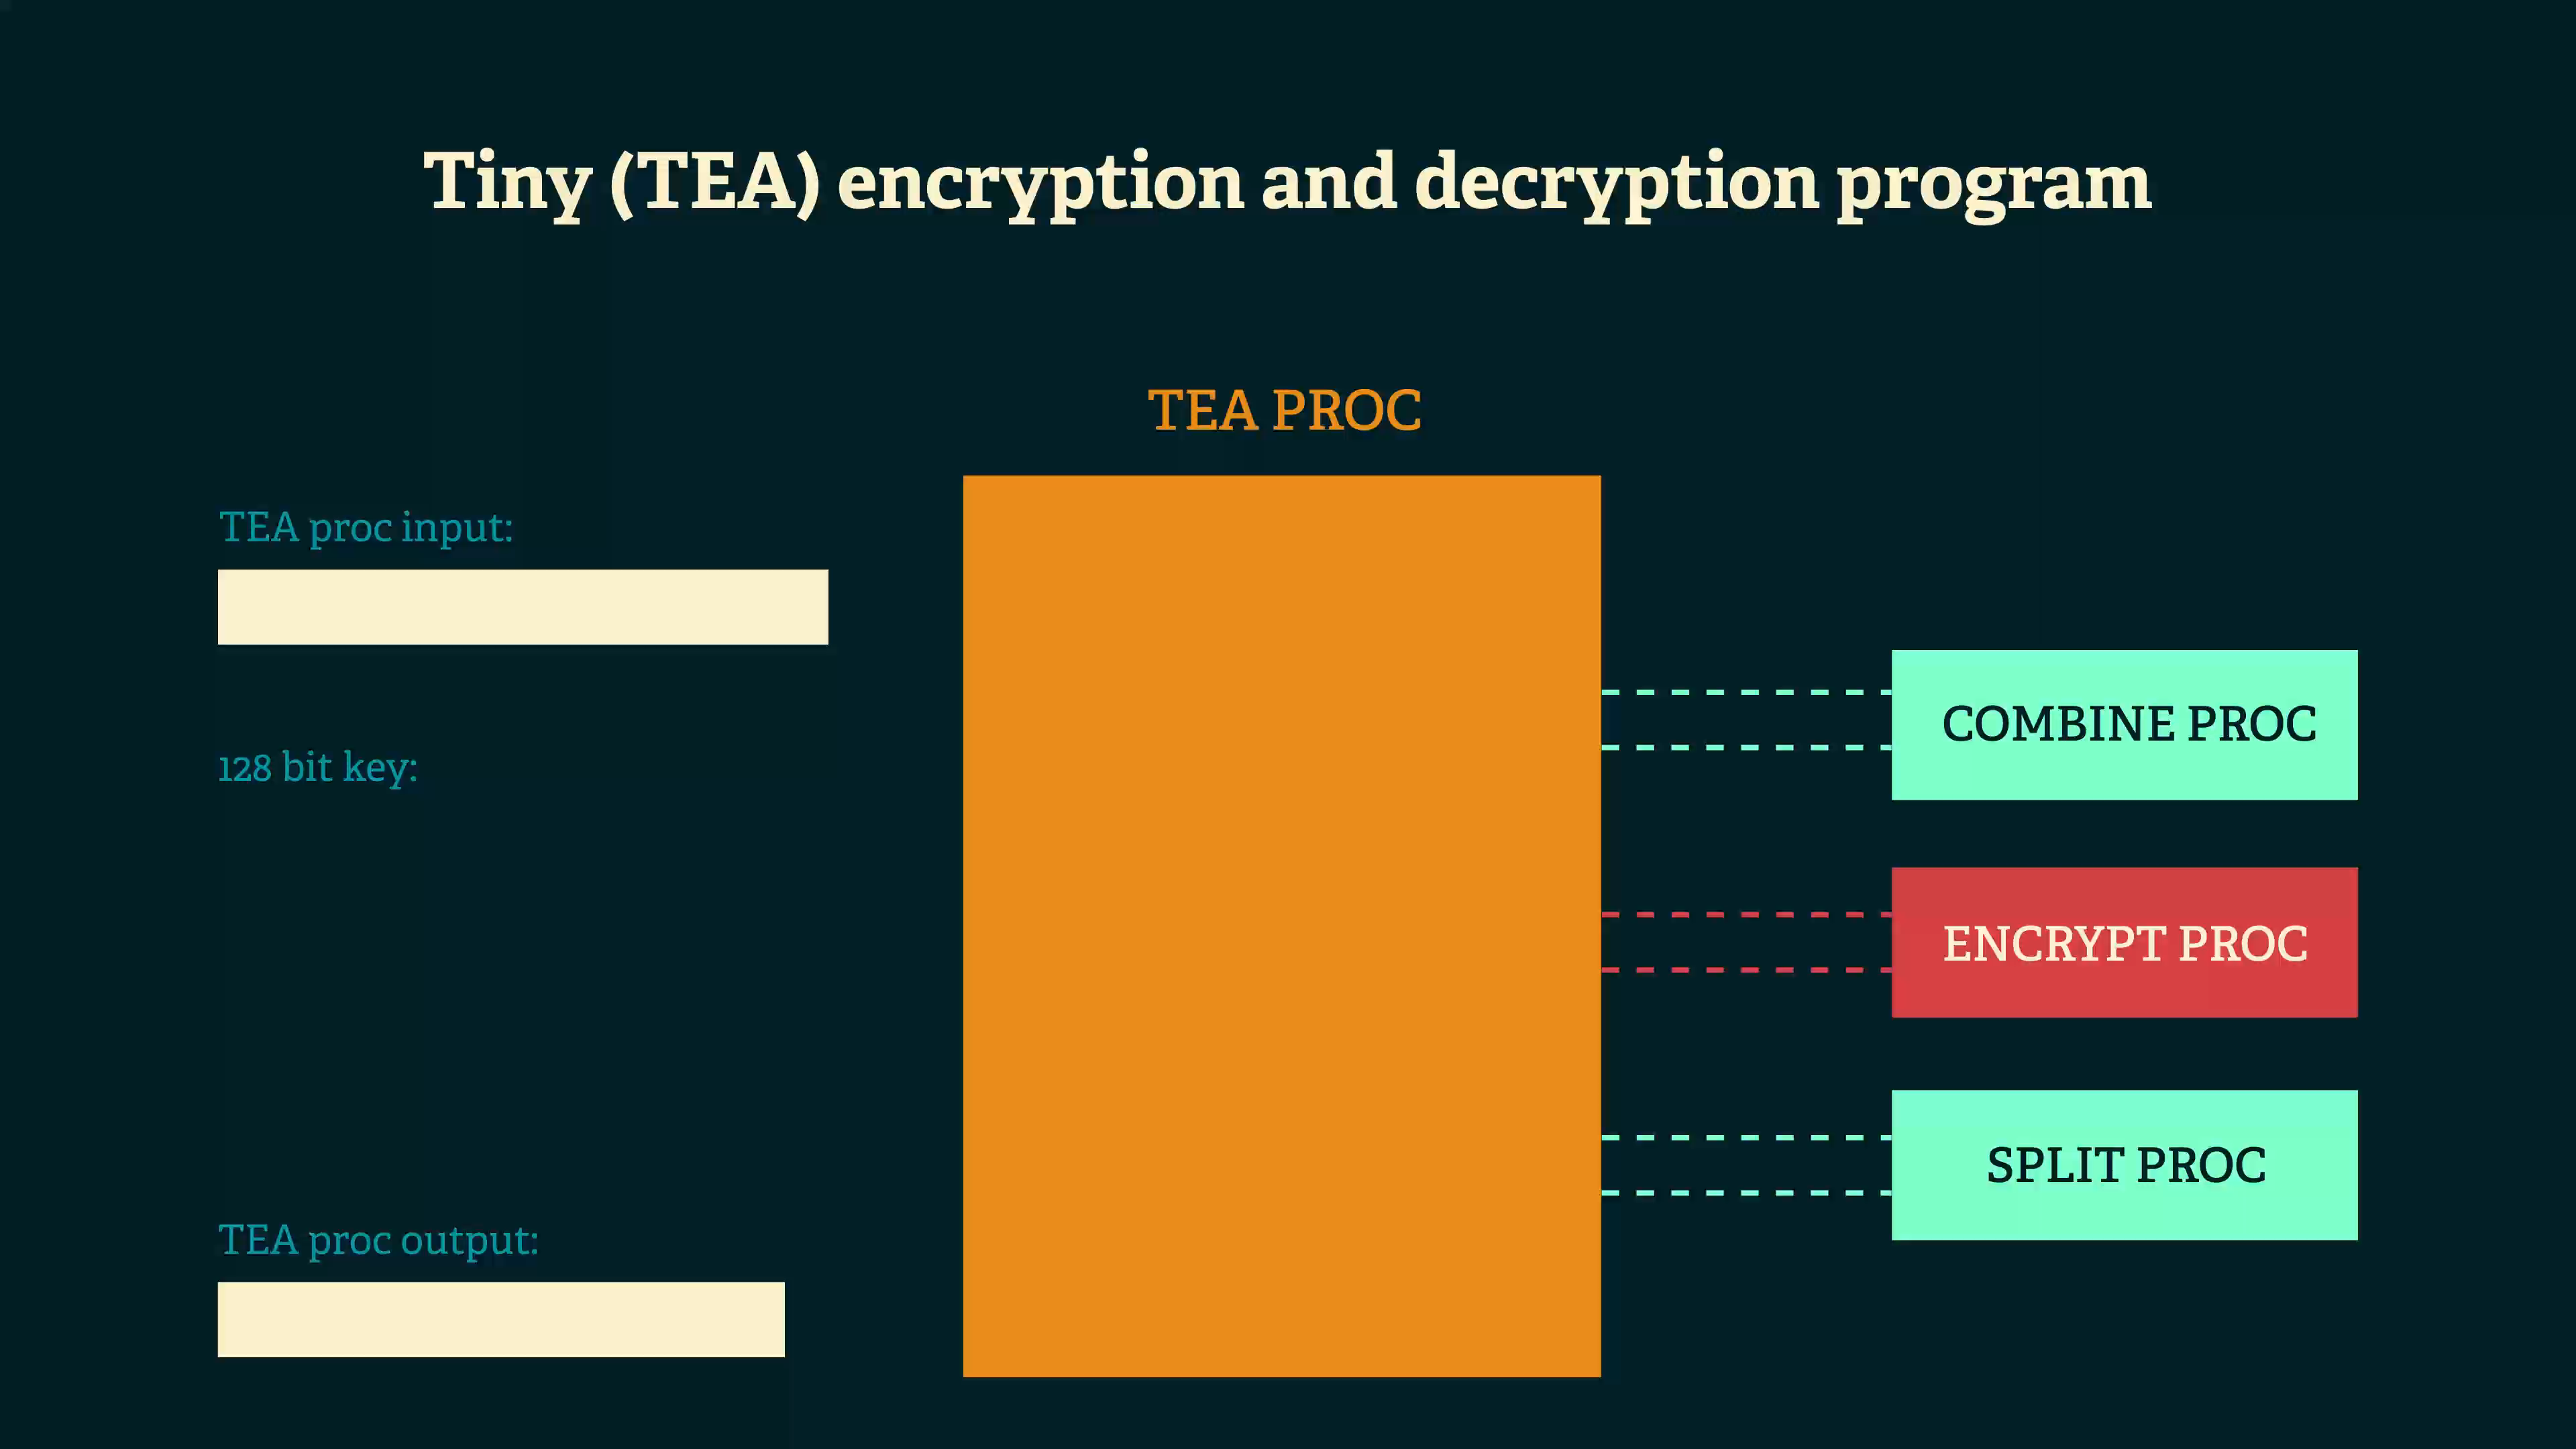 Tiny (TEA) encryption and decryption program
TEA PROC
TEA proc input:
128 bit key:
TEA proc output:
COMBINE PROC
ENCRYPT PROC
SPLIT PROC